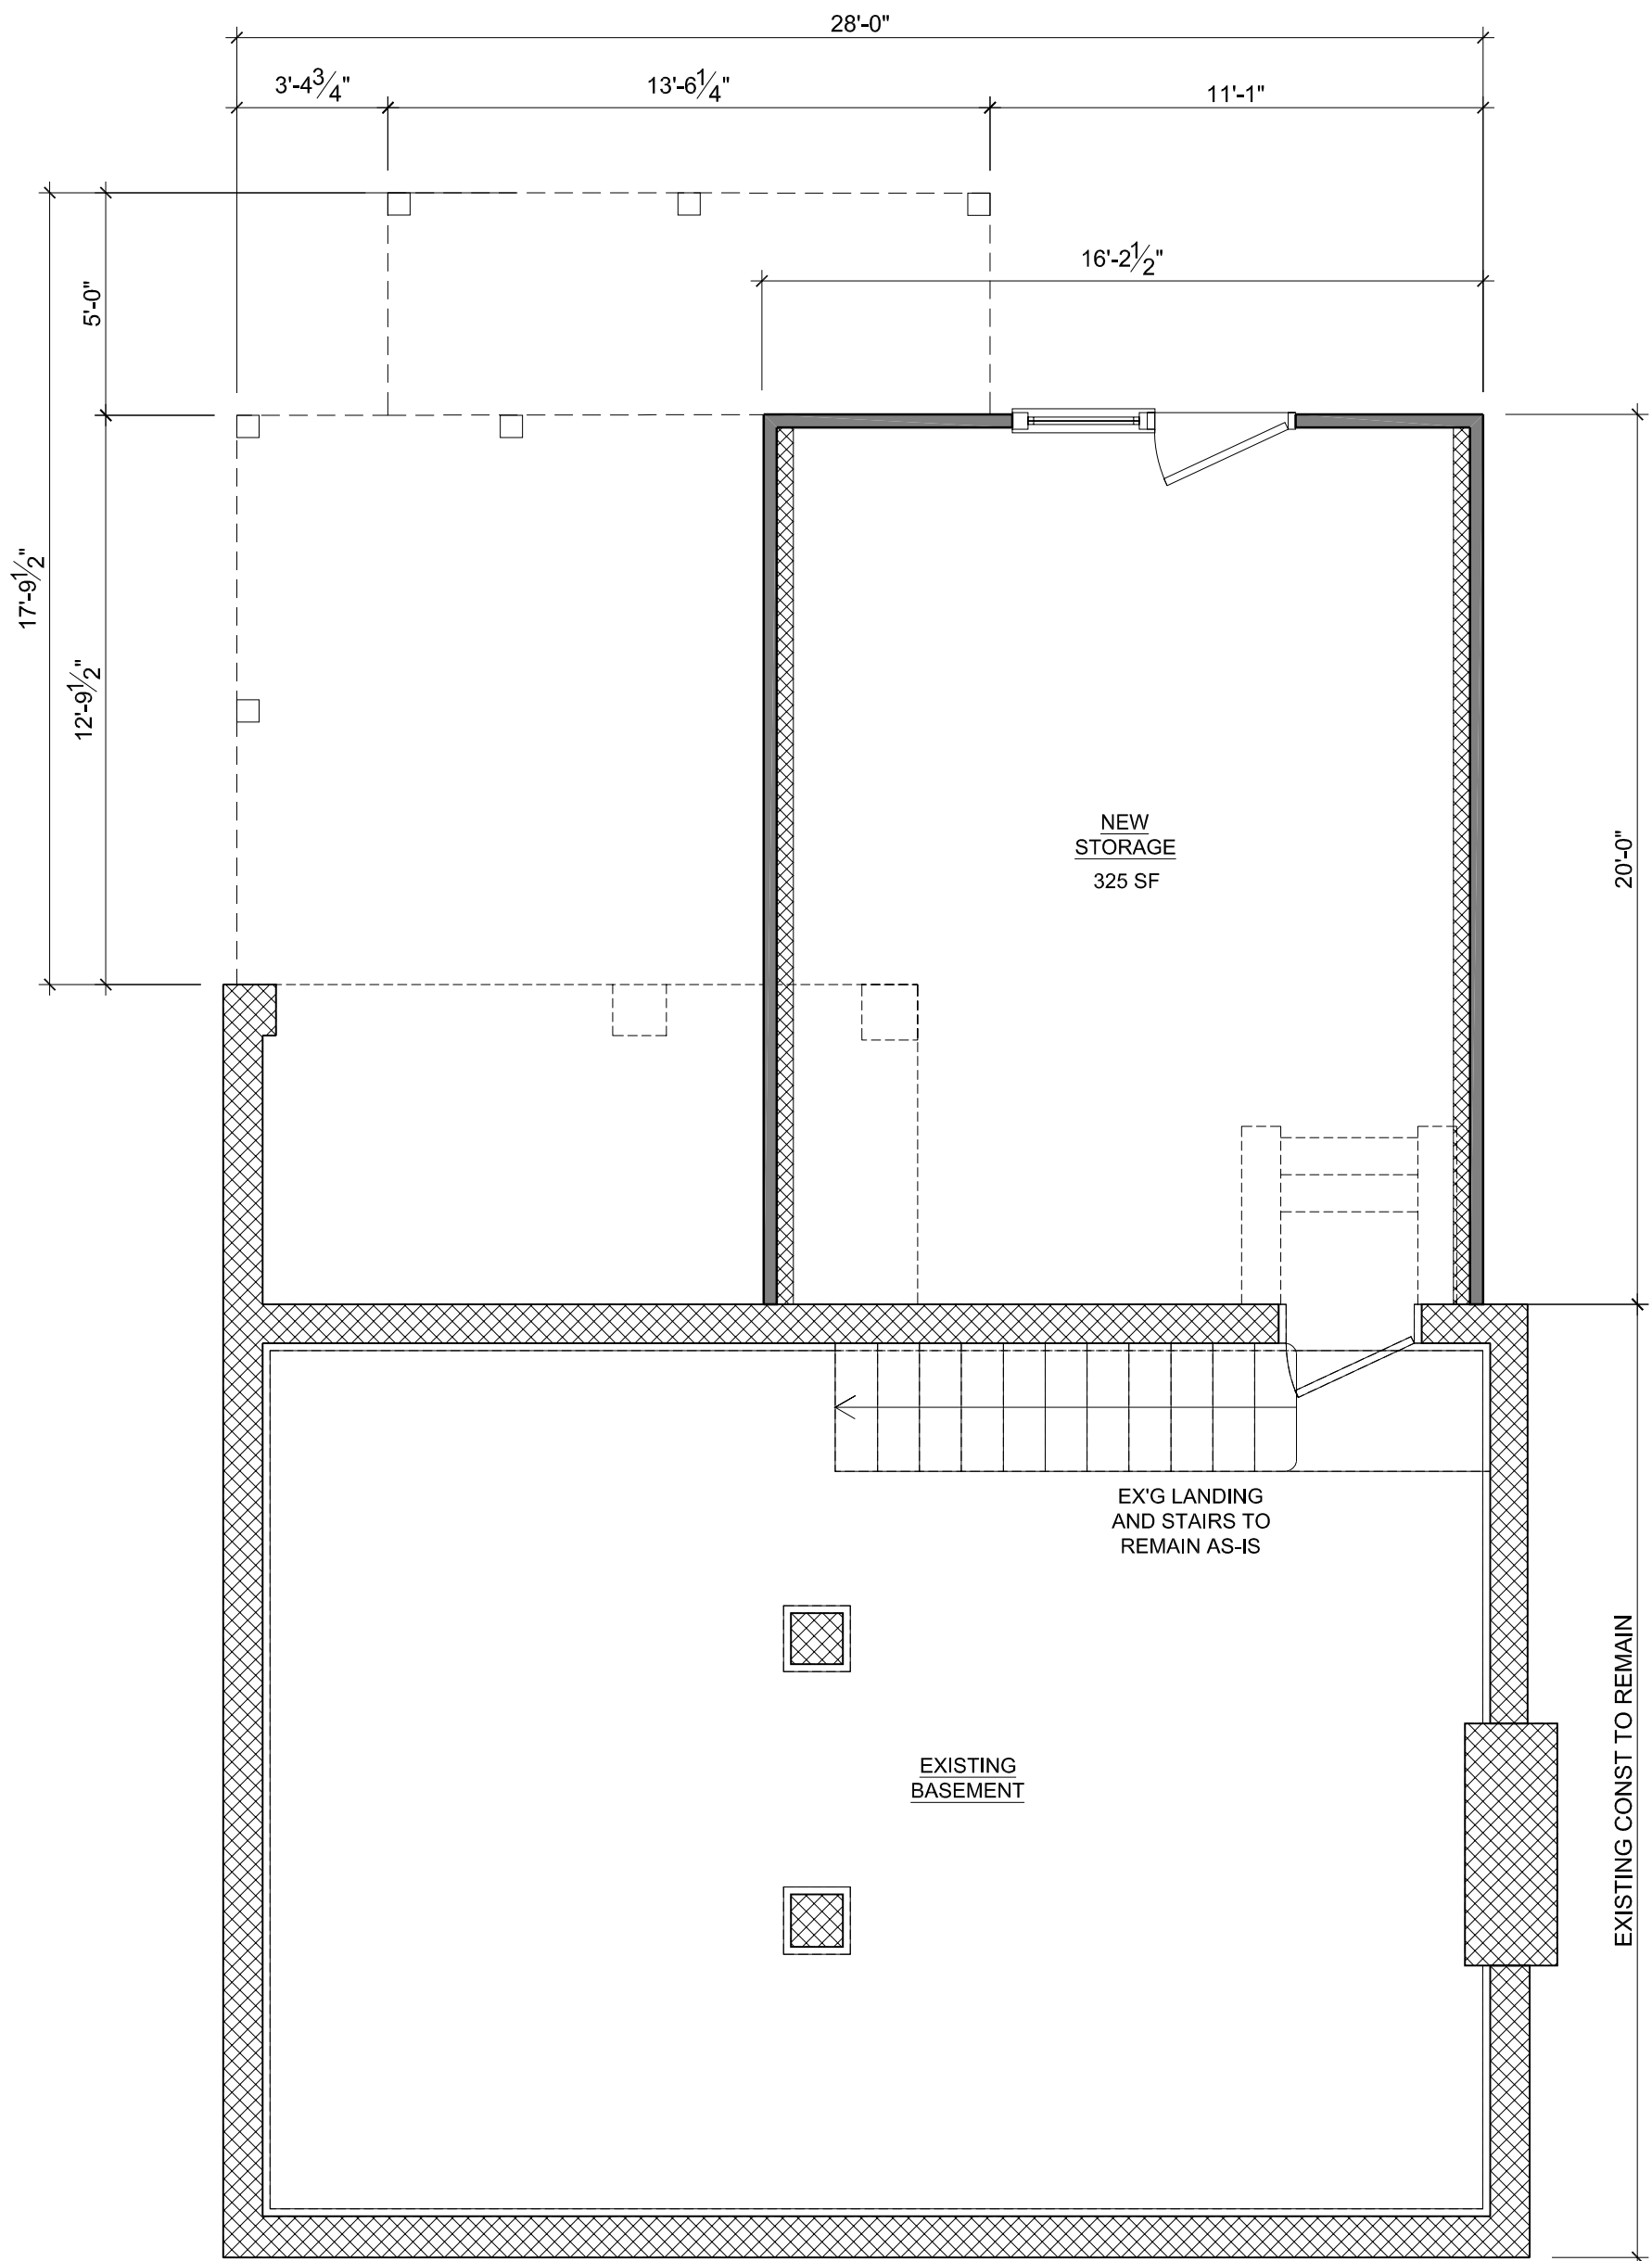 28'-0"
3'-4 3/4"
13'-6 1/4"
11'-1"
16'-2 1/2"
5'-0"
17'-9 1/2"
12'-9 1/2"
20'-0"
NEW
STORAGE
325 SF
EX'G LANDING
AND STAIRS TO
REMAIN AS-IS
EXISTING
BASEMENT
EXISTING CONST TO REMAIN